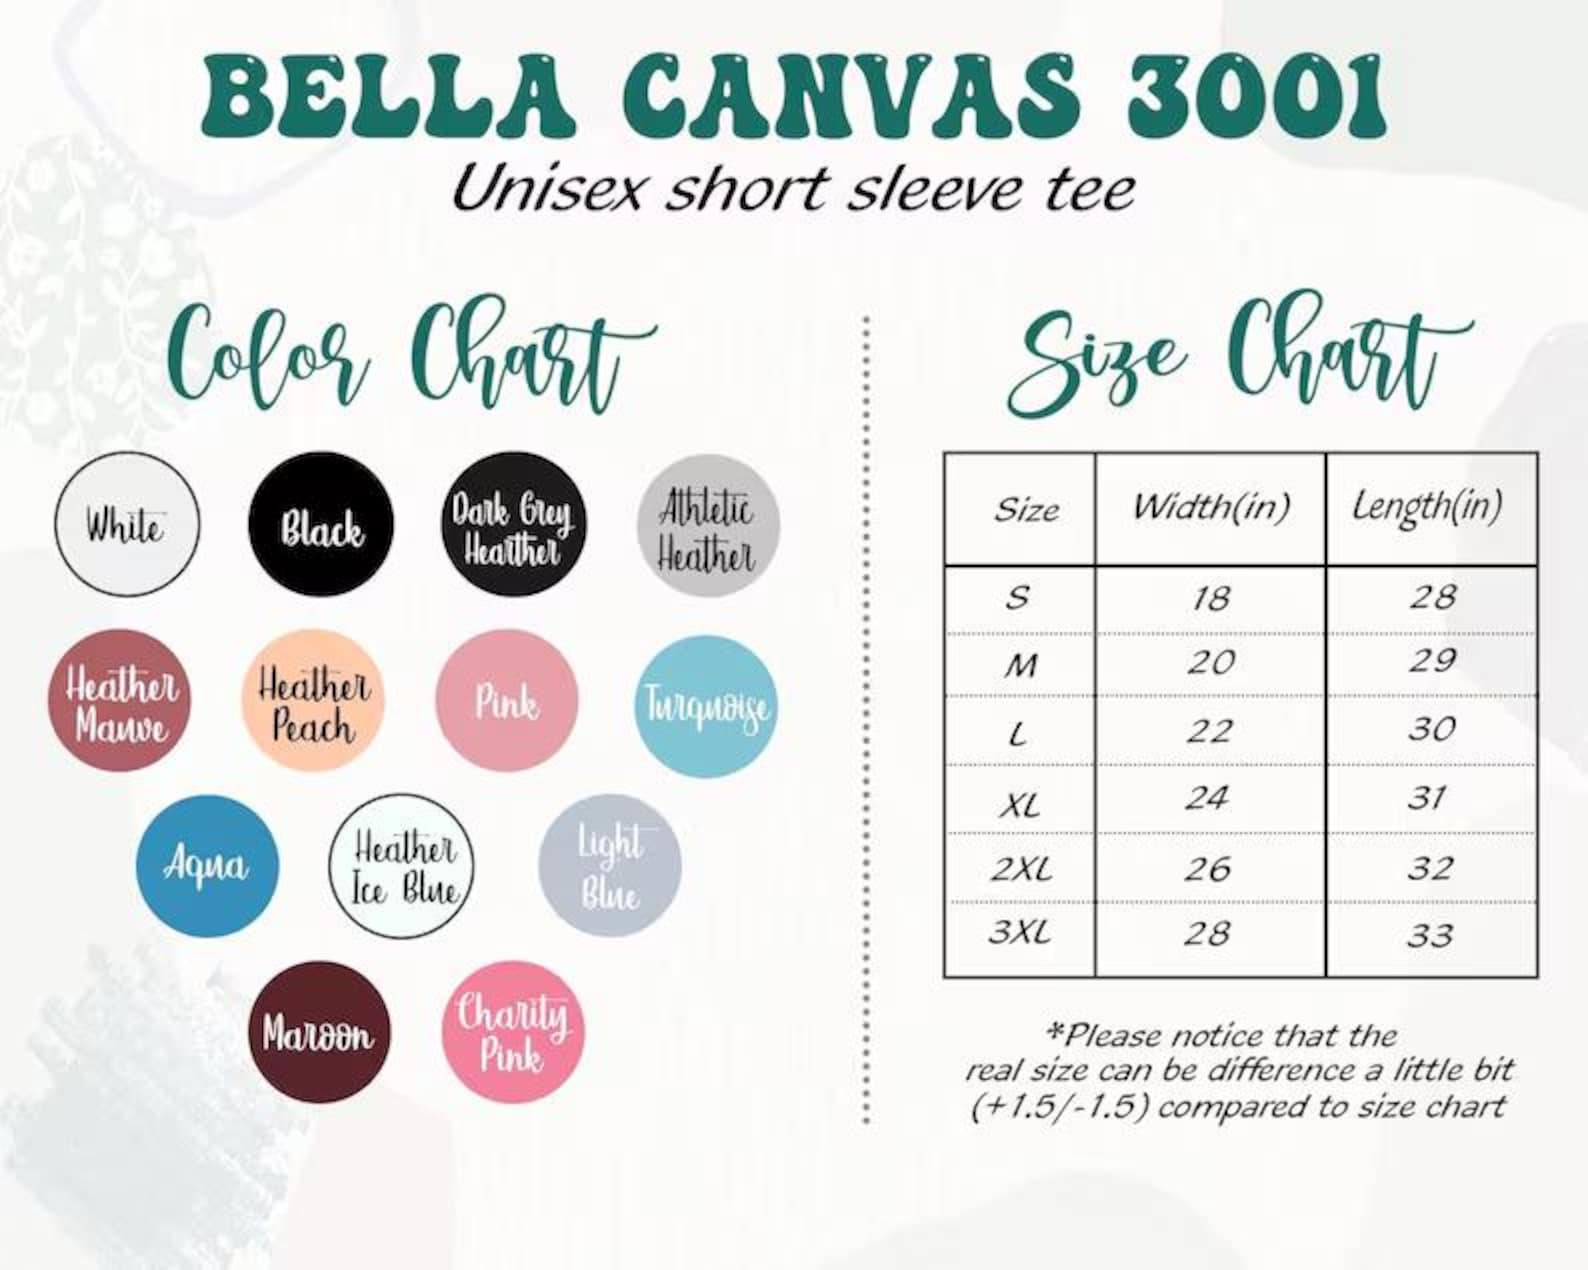 BELLA CANVAS 3001
Unisex short sleeve tee
Color Chart
White
Black
Dark Grey
Hearther
Athletic
Heather
Heather
Mauve
Heather
Peach
Pink
Turquoise
Aqua
Heather
Ice Blue
Light
Blue
Maroon
Charity
Pink
Size Chart
Size Width(in) Length(in)
S 18 28
M 20 29
L 22 30
XL 24 31
2XL 26 32
3XL 28 33
*Please notice that the
real size can be difference a little bit
(+1.5/-1.5) compared to size chart